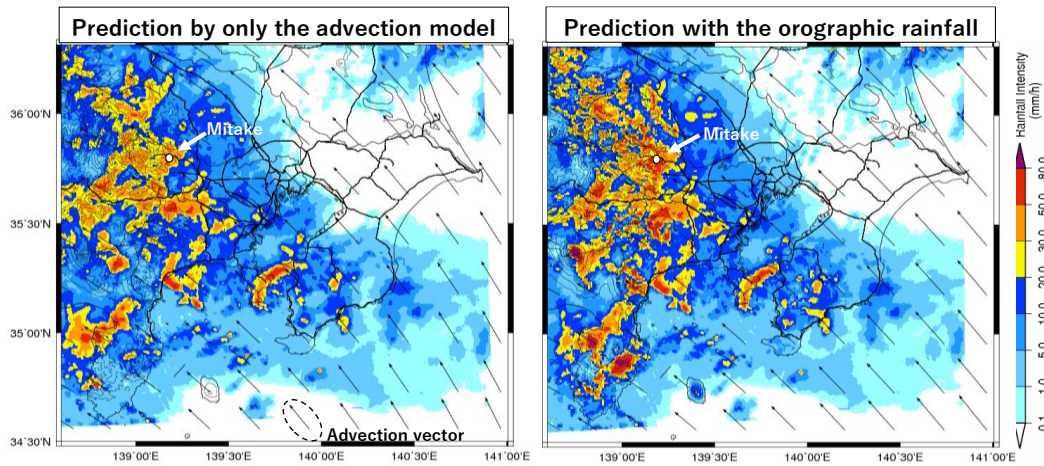 Prediction by only the advection model
Prediction with the orographic rainfall
36°00'N
35°30'N
35°00'N
34°30'N
139°00'E
139°30'E
140°00'E
140°30'E
141°00'E
Mitake
Advection vector
139°00'E
139°30'E
140°00'E
140°30'E
141°00'E
Mitake
Rainfall Intensity
(mm/h)
80.0
50.0
30.0
20.0
10.0
5.0
1.0
0.1